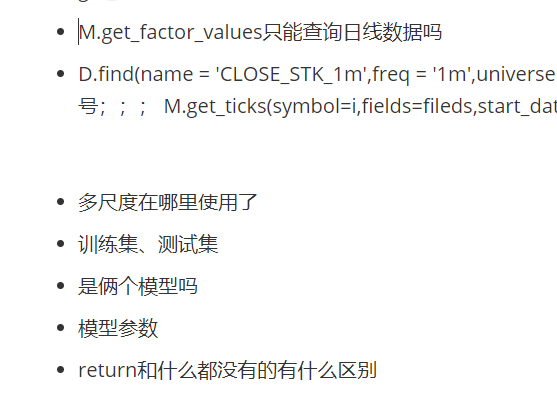 M.get_factor_values只能查询日线数据吗
D.find(name = 'CLOSE_STK_1m',freq = '1m',universe
号；；； M.get_ticks(symbol=i,fields=fileds,start_dat
多尺度在哪里使用了
训练集、测试集
是俩个模型吗
模型参数
return和什么都没有的有什么区别